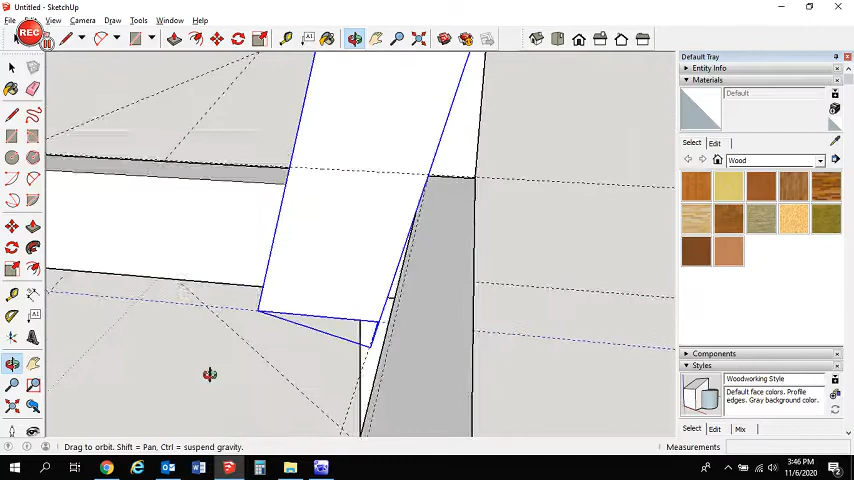 Untitled - SketchUp
File Edit View Camera Draw Tools Window Help
REC
Default Tray
Entity Info
Materials
Default
Select Edit
Wood
Components
Styles
Woodworking Style
Default face colors. Profile
edges. Gray background color.
Select Edit Mix
Drag to orbit. Shift = Pan, Ctrl = suspend gravity.
Measurements
3:46 PM
11/6/2020